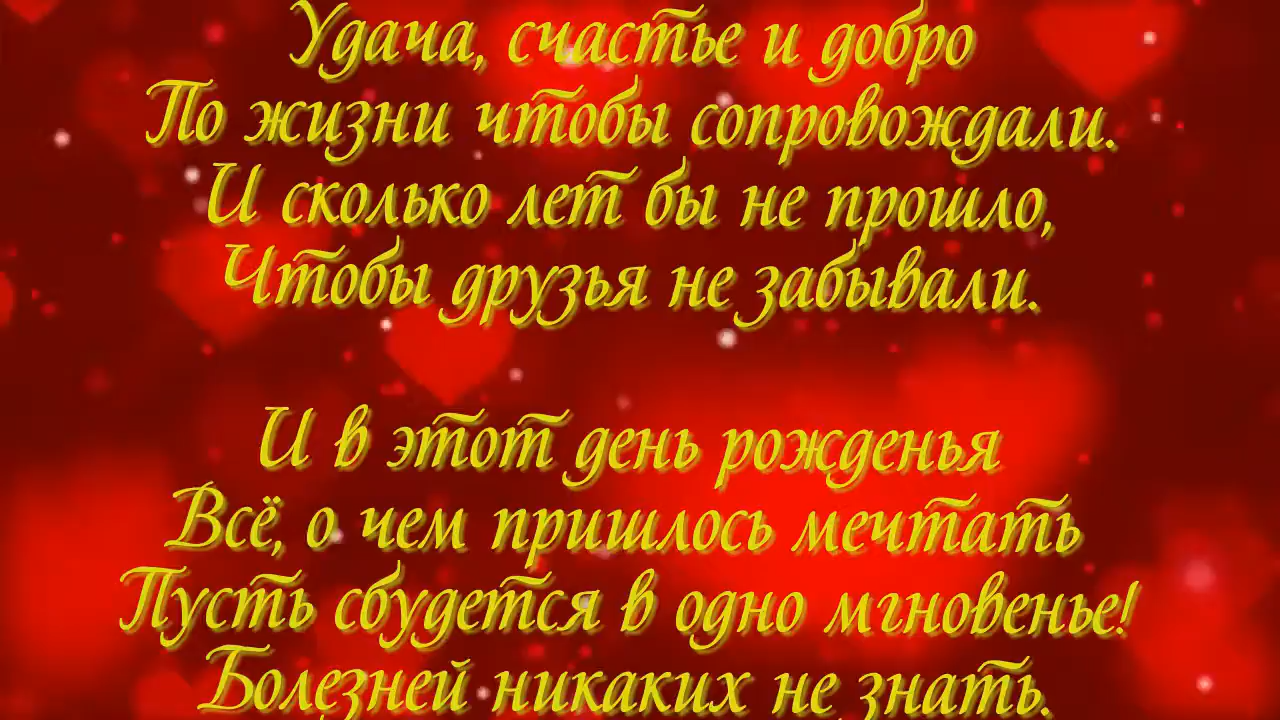 Удача, счастье и добро
По жизни чтобы сопровождали.
И сколько лет бы не прошло,
Чтобы друзья не забывали.
И в этот день рожденья
Всё, о чем пришлось мечтать
Пусть сбудется в одно мгновенье!
Болезней никаких не знать.